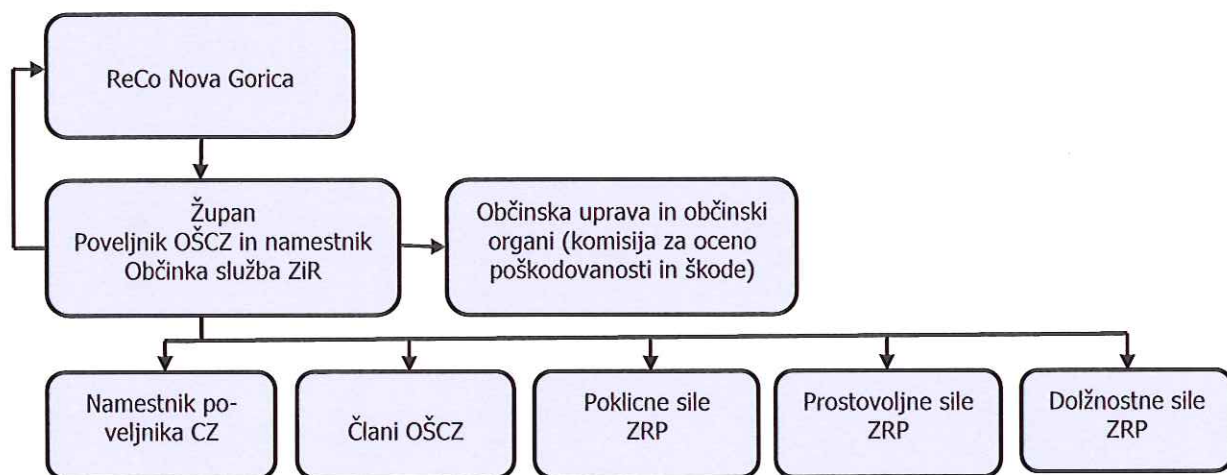 ReCo Nova Gorica
Župan
Poveljnik OŠCZ in namestnik
Občinka služba ZiR
Občinska uprava in občinski
organi (komisija za oceno
poškodovanosti in škode)
Namestnik po-
veljnika CZ
Člani OŠCZ
Poklicne sile
ZRP
Prostovoljne sile
ZRP
Dolžnostne sile
ZRP